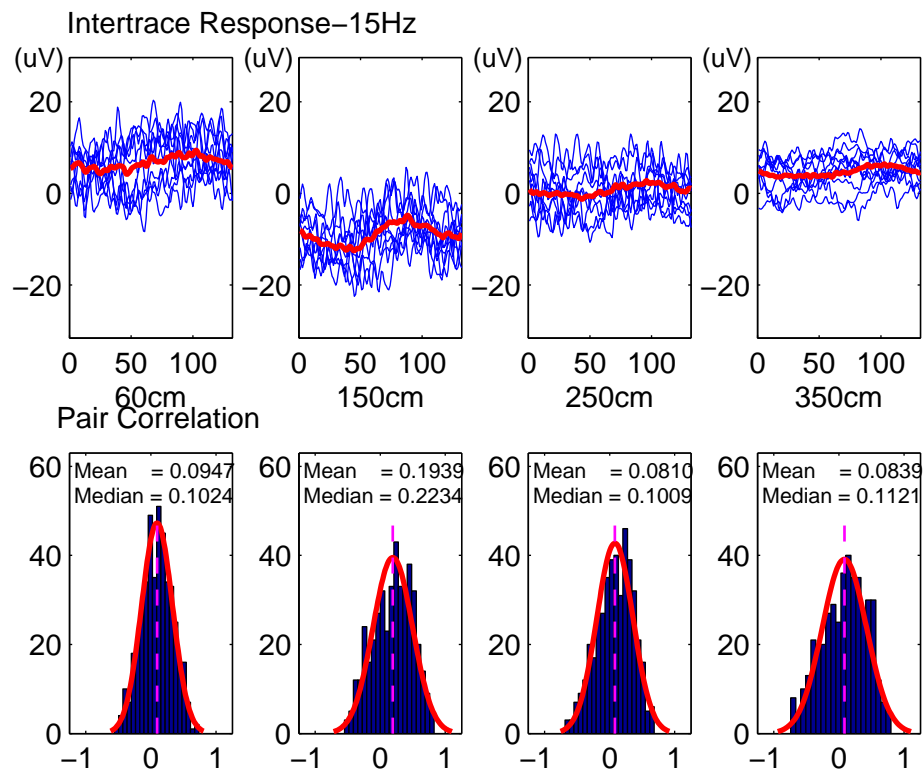 Intertrace Response−15Hz
(uV) (uV) (uV) (uV)
20 20 20 20
0 0 0 0
−20 −20 −20 −20
0 50 100 0 50 100 0 50 100 0 50 100
60cm 150cm 250cm 350cm
Pair Correlation
60 60 60 60
Mean = 0.0947 Mean = 0.1939 Mean = 0.0810 Mean = 0.0839
Median = 0.1024 Median = 0.2234 Median = 0.1009 Median = 0.1121
40 40 40 40
20 20 20 20
0 0 0 0
−1 0 1 −1 0 1 −1 0 1 −1 0 1